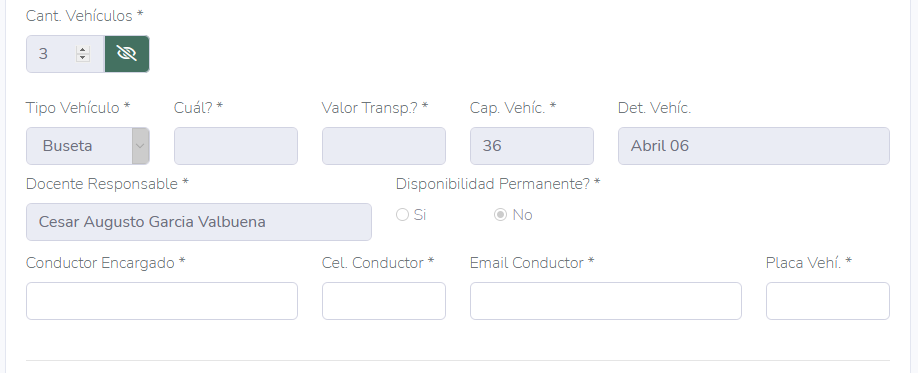 Cant. Vehículos *
3
Tipo Vehículo * Cuál? * Valor Transp.? * Cap. Vehíc. * Det. Vehíc.
Buseta 36 Abril 06
Docente Responsable * Disponibilidad Permanente? *
Cesar Augusto Garcia Valbuena Si No
Conductor Encargado * Cel. Conductor * Email Conductor * Placa Vehí. *